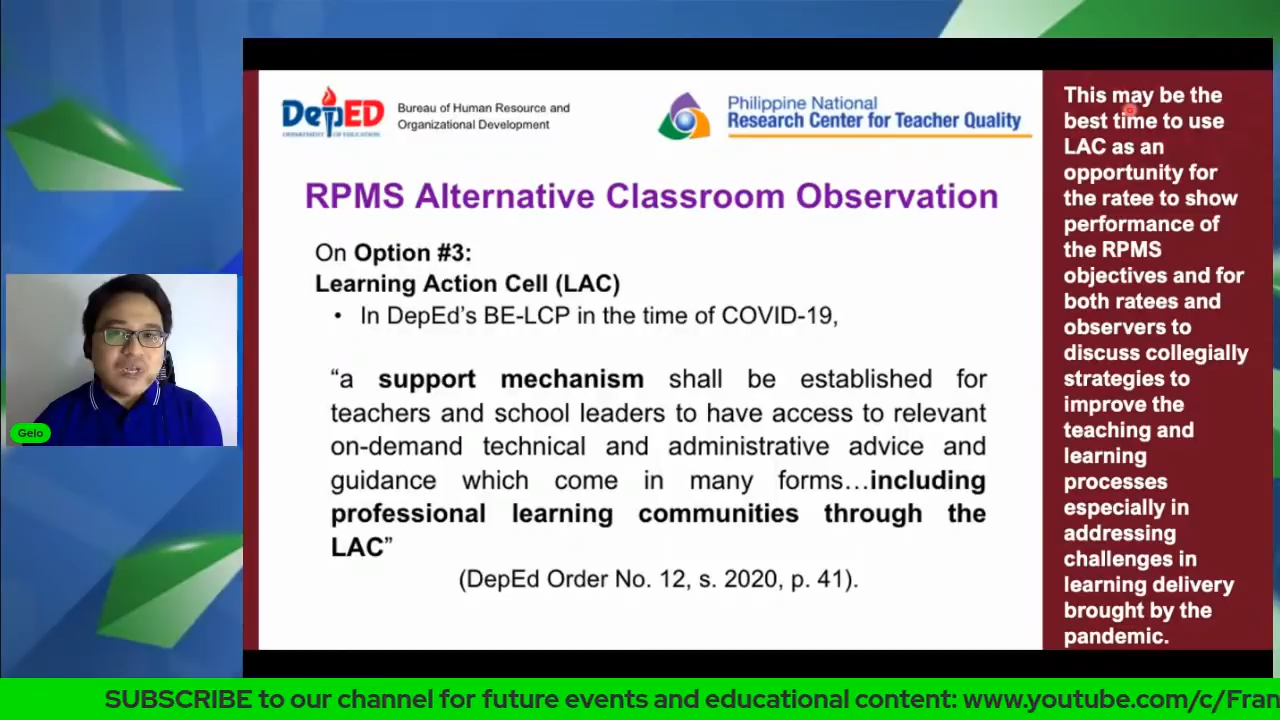 DepED
DEPARTMENT OF EDUCATION
Bureau of Human Resource and
Organizational Development
Philippine National
Research Center for Teacher Quality
RPMS Alternative Classroom Observation
On Option #3:
Learning Action Cell (LAC)
• In DepEd’s BE-LCP in the time of COVID-19,
“a support mechanism shall be established for
teachers and school leaders to have access to relevant
on-demand technical and administrative advice and
guidance which come in many forms…including
professional learning communities through the
LAC”
(DepEd Order No. 12, s. 2020, p. 41).
This may be the
best time to use
LAC as an
opportunity for
the ratee to show
performance of
the RPMS
objectives and for
both ratees and
observers to
discuss collegially
strategies to
improve the
teaching and
learning
processes
especially in
addressing
challenges in
learning delivery
brought by the
pandemic.
Gelo
SUBSCRIBE to our channel for future events and educational content: www.youtube.com/c/Fran